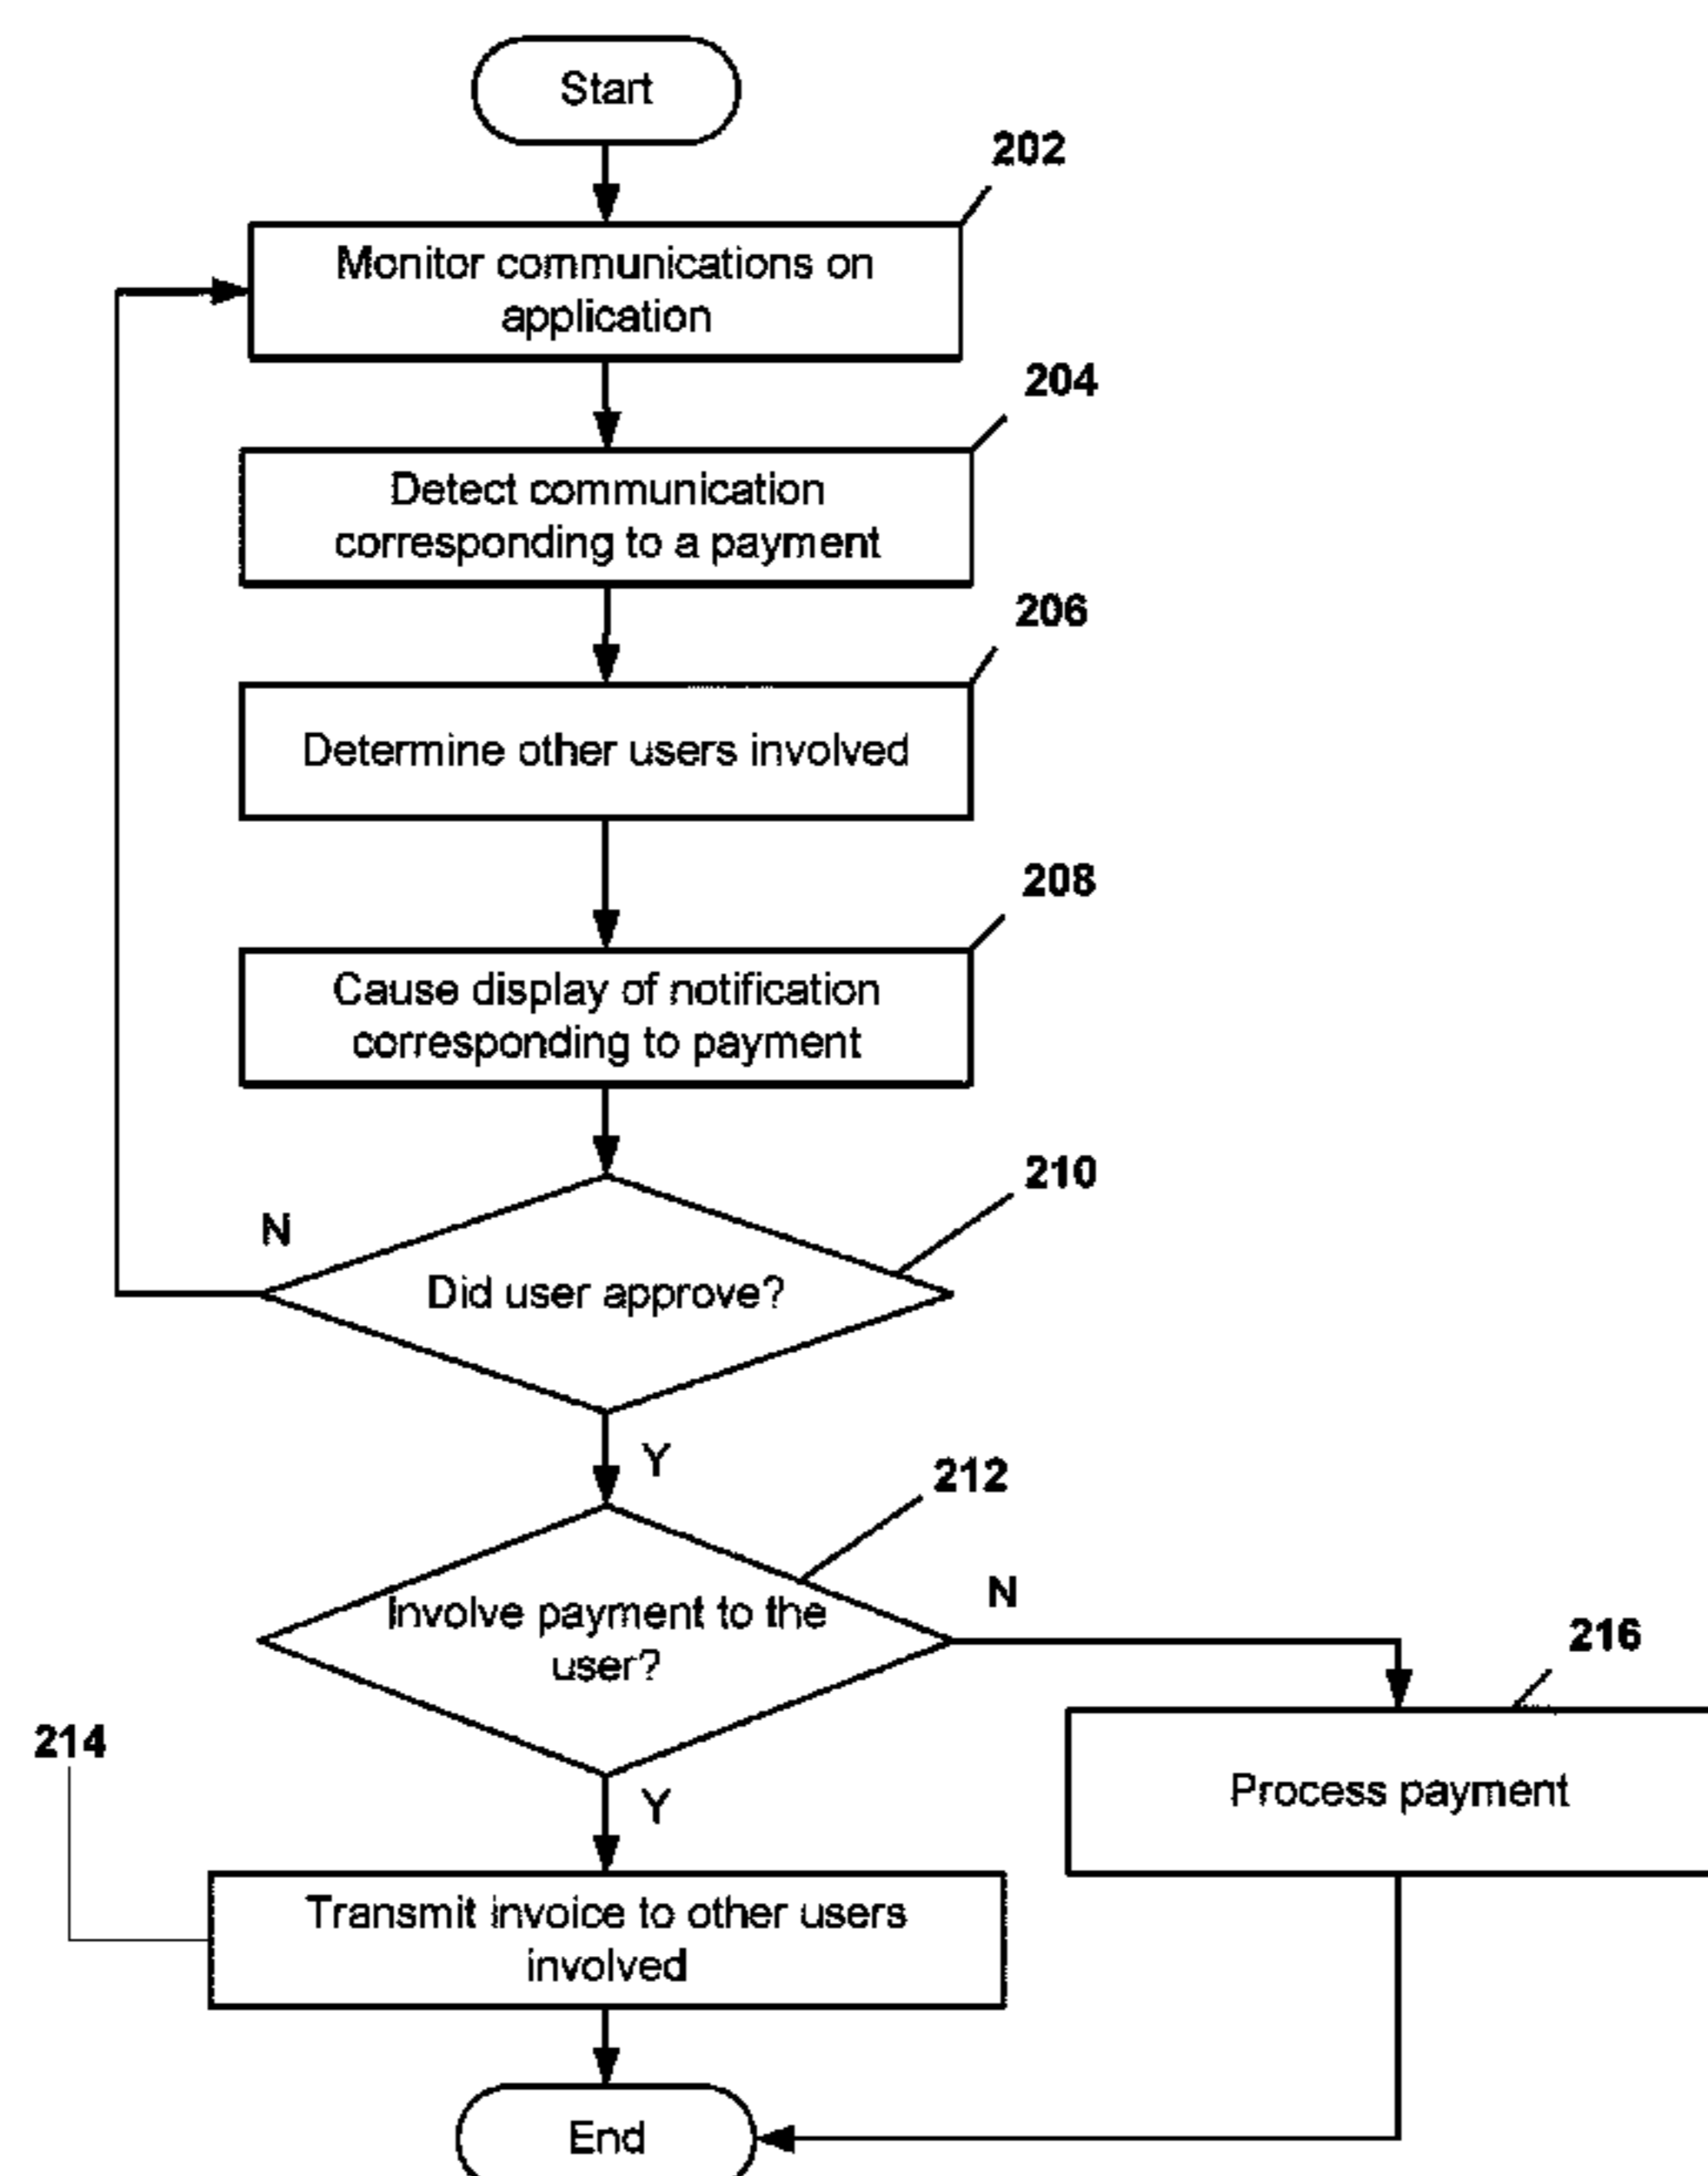 Start
202
Monitor communications on
application
204
Detect communication
corresponding to a payment
206
Determine other users involved
208
Cause display of notification
corresponding to payment
210
N
Did user approve?
Y
212
N
Involve payment to the
user?
216
Process payment
214
Y
Transmit invoice to other users
involved
End